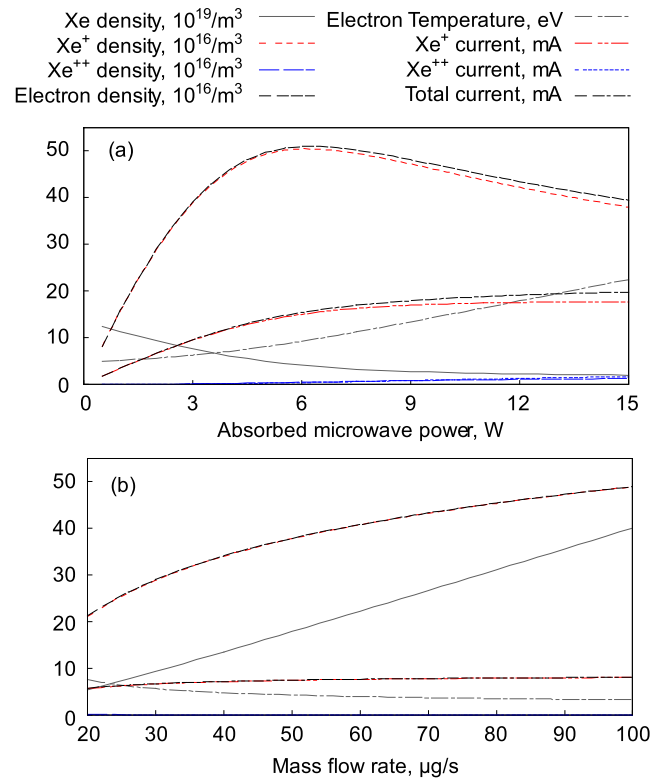 Xe density, 10¹⁹/m³ Electron Temperature, eV
Xe⁺ density, 10¹⁶/m³ Xe⁺ current, mA
Xe⁺⁺ density, 10¹⁶/m³ Xe⁺⁺ current, mA
Electron density, 10¹⁶/m³ Total current, mA
(a)
50
40
30
20
10
0
0 3 6 9 12 15
Absorbed microwave power, W
(b)
50
40
30
20
10
0
20 30 40 50 60 70 80 90 100
Mass flow rate, µg/s